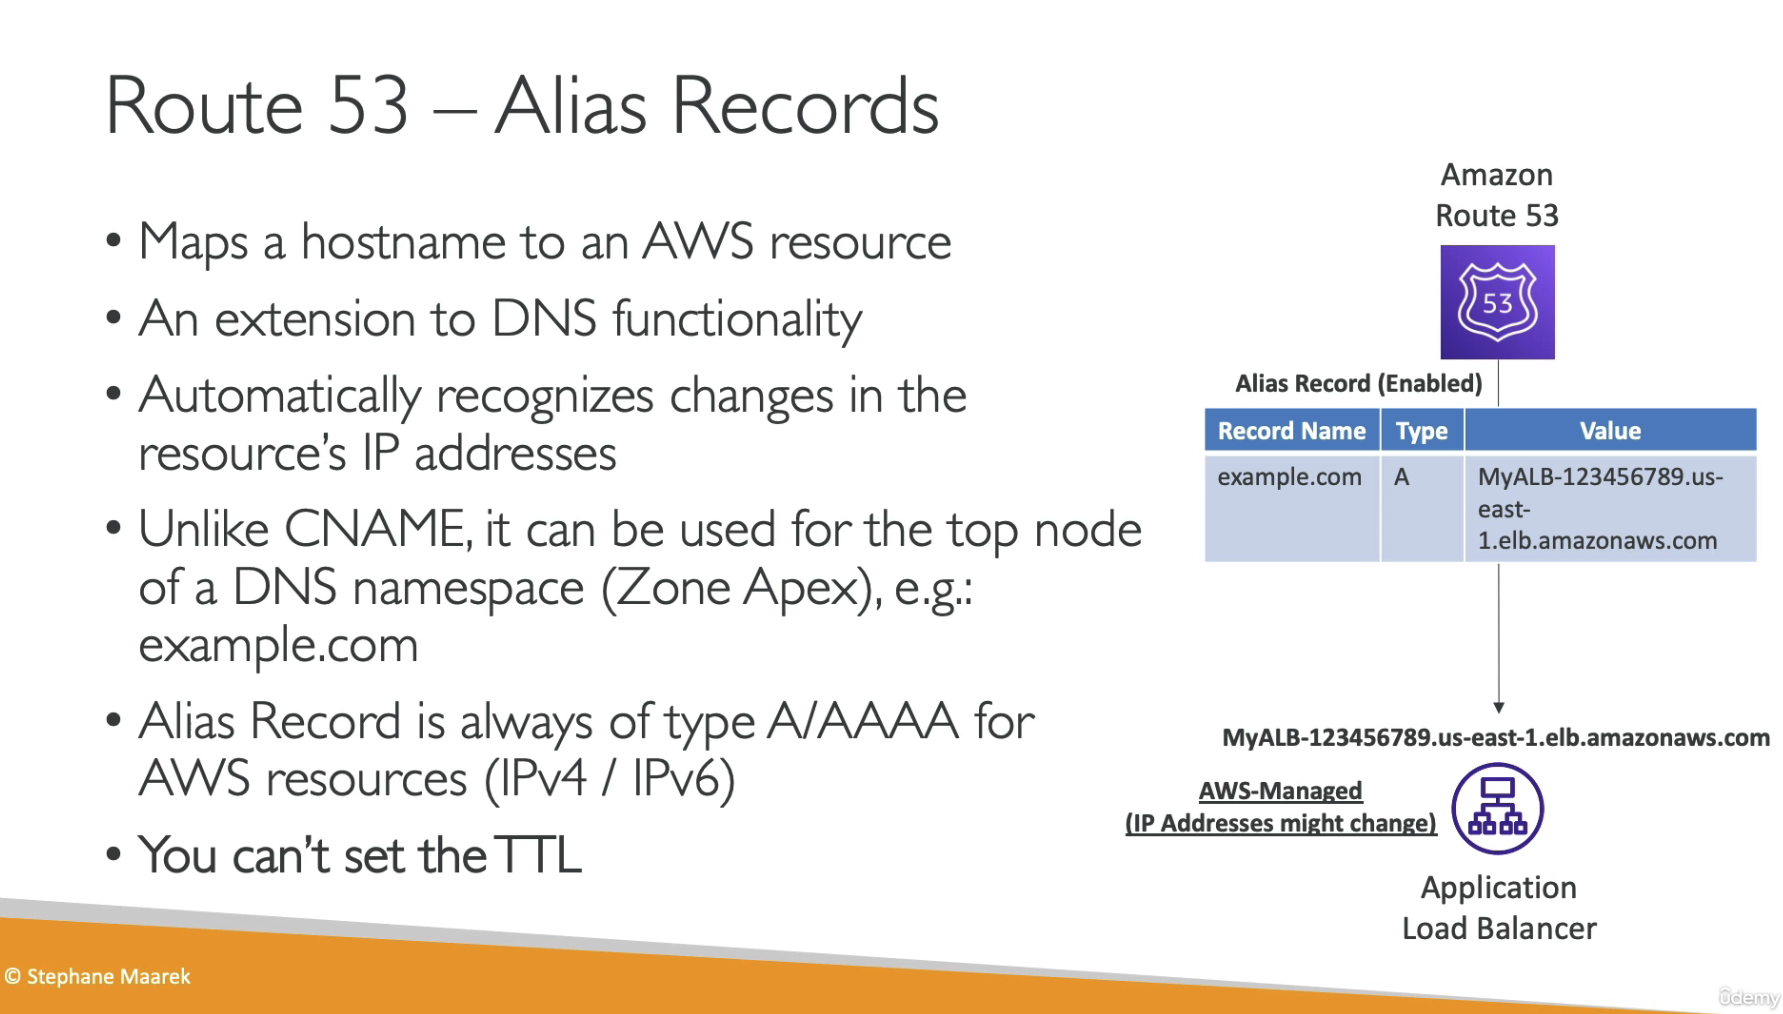 Route 53 – Alias Records
• Maps a hostname to an AWS resource
• An extension to DNS functionality
• Automatically recognizes changes in the
resource’s IP addresses
• Unlike CNAME, it can be used for the top node
of a DNS namespace (Zone Apex), e.g.:
example.com
• Alias Record is always of type A/AAAA for
AWS resources (IPv4 / IPv6)
• You can’t set the TTL
Amazon
Route 53
53
Alias Record (Enabled)
Record Name Type Value
example.com A MyALB-123456789.us-
east-
1.elb.amazonaws.com
MyALB-123456789.us-east-1.elb.amazonaws.com
AWS-Managed
(IP Addresses might change)
Application
Load Balancer
© Stephane Maarek
ûdemy